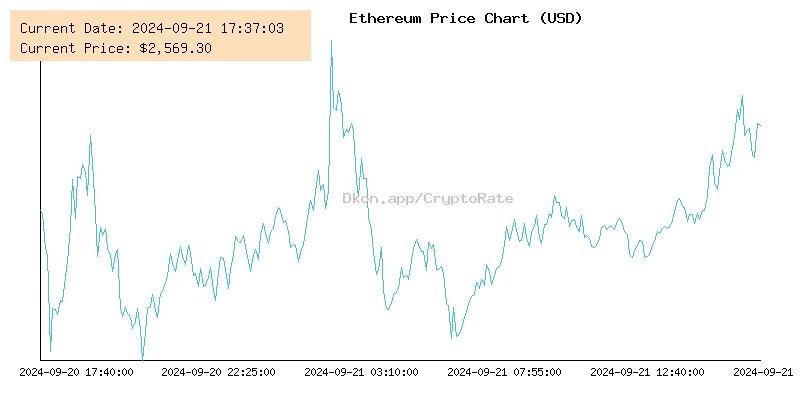 Ethereum Price Chart (USD)
Current Date: 2024-09-21 17:37:03
Current Price: $2,569.30
Dkon.app/CryptoRate
2024-09-20 17:40:00 2024-09-20 22:25:00 2024-09-21 03:10:00 2024-09-21 07:55:00 2024-09-21 12:40:00 2024-09-21